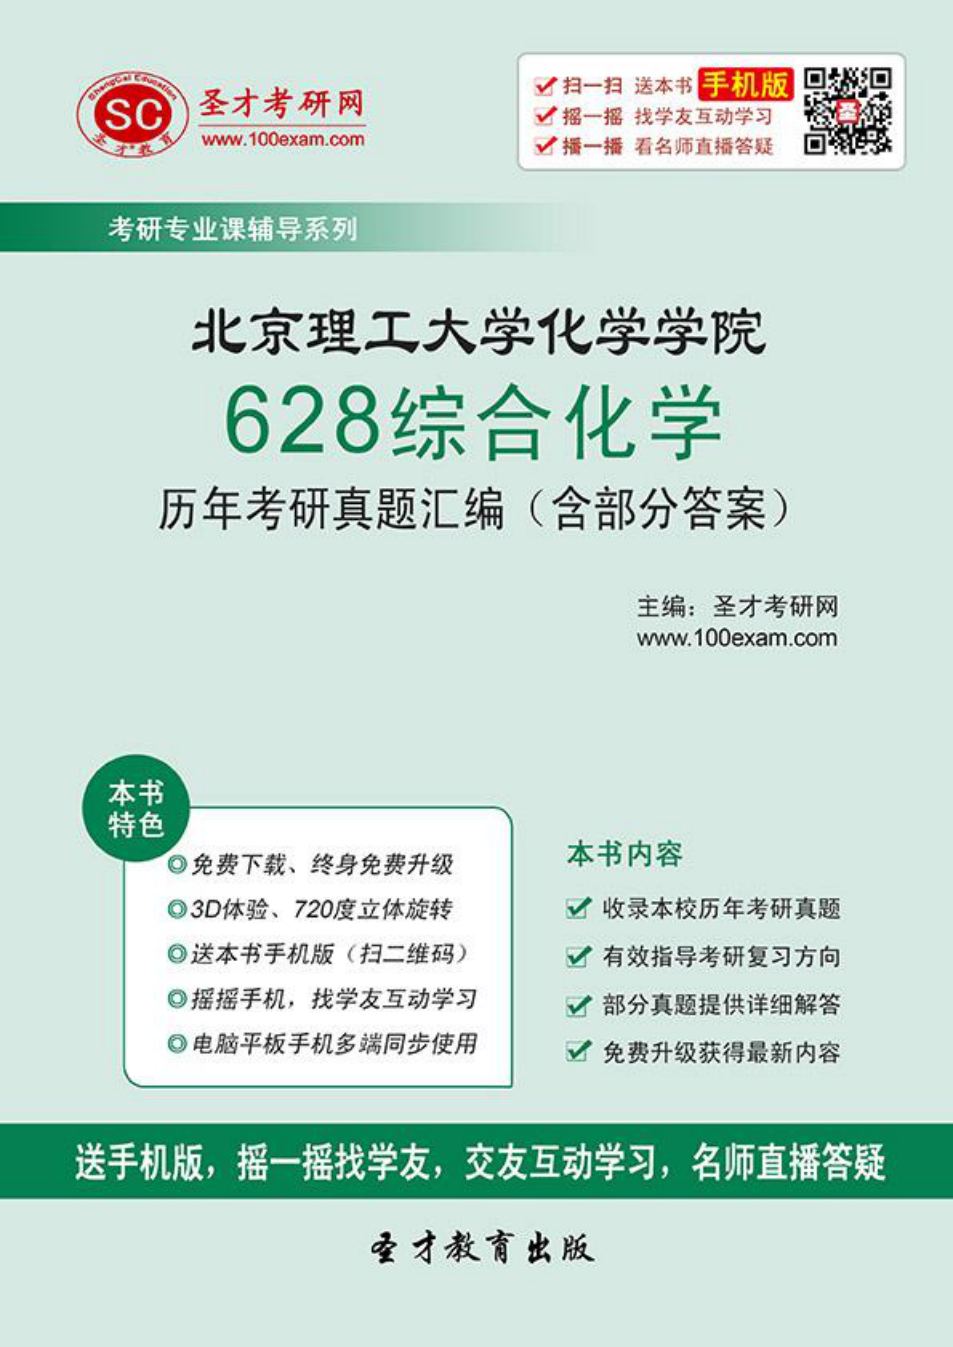 ShengCai Education
SC
圣才教育
圣才考研网
www.100exam.com
扫一扫 送本书 手机版
摇一摇 找学友互动学习
播一播 看名师直播答疑
圣
考研专业课辅导系列
北京理工大学化学学院
628综合化学
历年考研真题汇编（含部分答案）
主编：圣才考研网
www.100exam.com
本书
特色
◎免费下载、终身免费升级
◎3D体验、720度立体旋转
◎送本书手机版（扫二维码）
◎摇摇手机，找学友互动学习
◎电脑平板手机多端同步使用
本书内容
收录本校历年考研真题
有效指导考研复习方向
部分真题提供详细解答
免费升级获得最新内容
送手机版，摇一摇找学友，交友互动学习，名师直播答疑
圣才教育出版